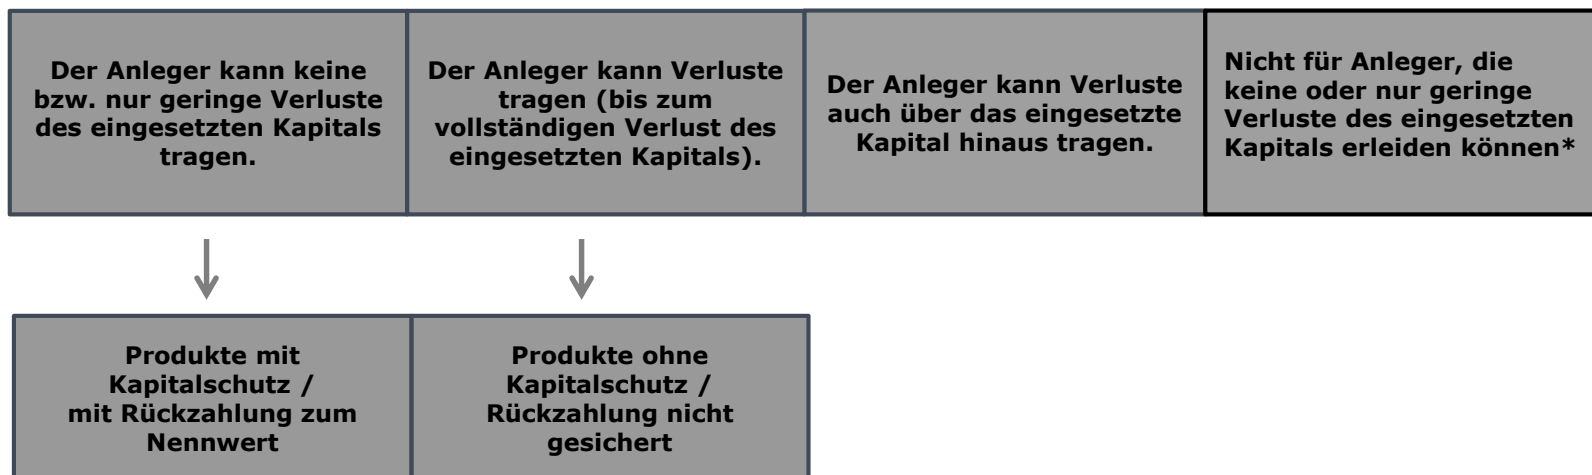 Der Anleger kann keine
bzw. nur geringe Verluste
des eingesetzten Kapitals
tragen.
Der Anleger kann Verluste
tragen (bis zum
vollständigen Verlust des
eingesetzten Kapitals).
Der Anleger kann Verluste
auch über das eingesetzte
Kapital hinaus tragen.
Nicht für Anleger, die
keine oder nur geringe
Verluste des eingesetzten
Kapitals erleiden können*
Produkte mit
Kapitalschutz /
mit Rückzahlung zum
Nennwert
Produkte ohne
Kapitalschutz /
Rückzahlung nicht
gesichert